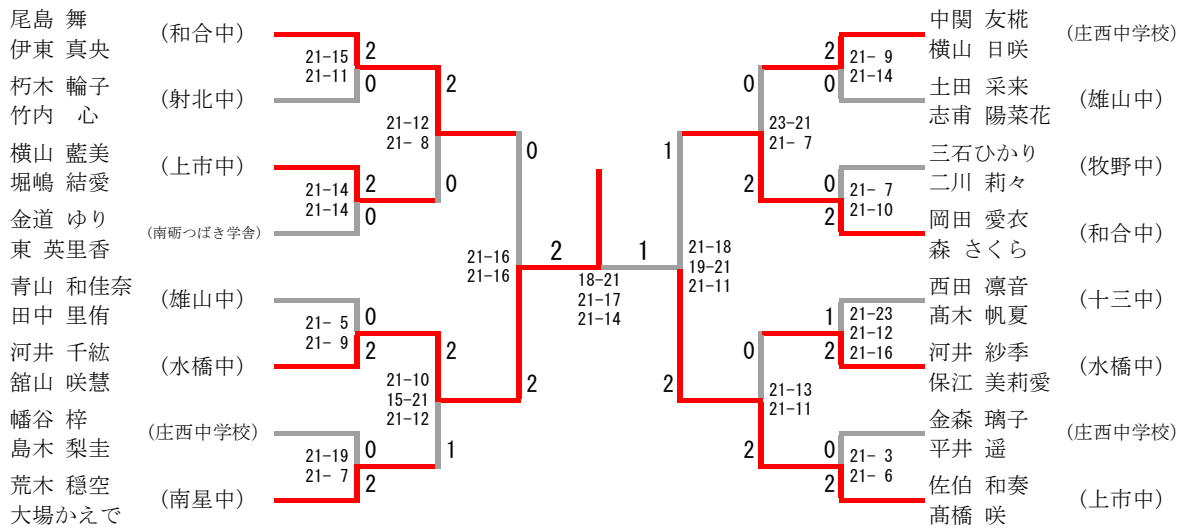 尾島 舞
伊東 真央
(和合中)
2
21-15
21-11
0
朽木 輪子
竹内 心
(射北中)
2
21-12
21- 8
0
横山 藍美
堀嶋 結愛
(上市中)
2
21-14
21-14
0
金道 ゆり
東 英里香
(南砺つばき学舎)
0
21-16
21-16
2
青山 和佳奈
田中 里侑
(雄山中)
0
21- 5
21- 9
2
河井 千紘
舘山 咲慧
(水橋中)
2
21-10
15-21
21-12
1
幡谷 梓
島木 梨圭
(庄西中学校)
0
21-19
21- 7
2
荒木 穏空
大場かえで
(南星中)
2
1
18-21
21-17
21-14
中関 友椛
横山 日咲
(庄西中学校)
2
21- 9
21-14
0
土田 采来
志甫 陽菜花
(雄山中)
0
23-21
21- 7
2
三石ひかり
二川 莉々
(牧野中)
0
21- 7
21-10
2
岡田 愛衣
森 さくら
(和合中)
1
21-18
19-21
21-11
2
西田 凛音
髙木 帆夏
(十三中)
1
21-23
21-12
21-16
2
河井 紗季
保江 美莉愛
(水橋中)
0
21-13
21-11
2
金森 璃子
平井 遥
(庄西中学校)
0
21- 3
21- 6
2
佐伯 和奏
髙橋 咲
(上市中)